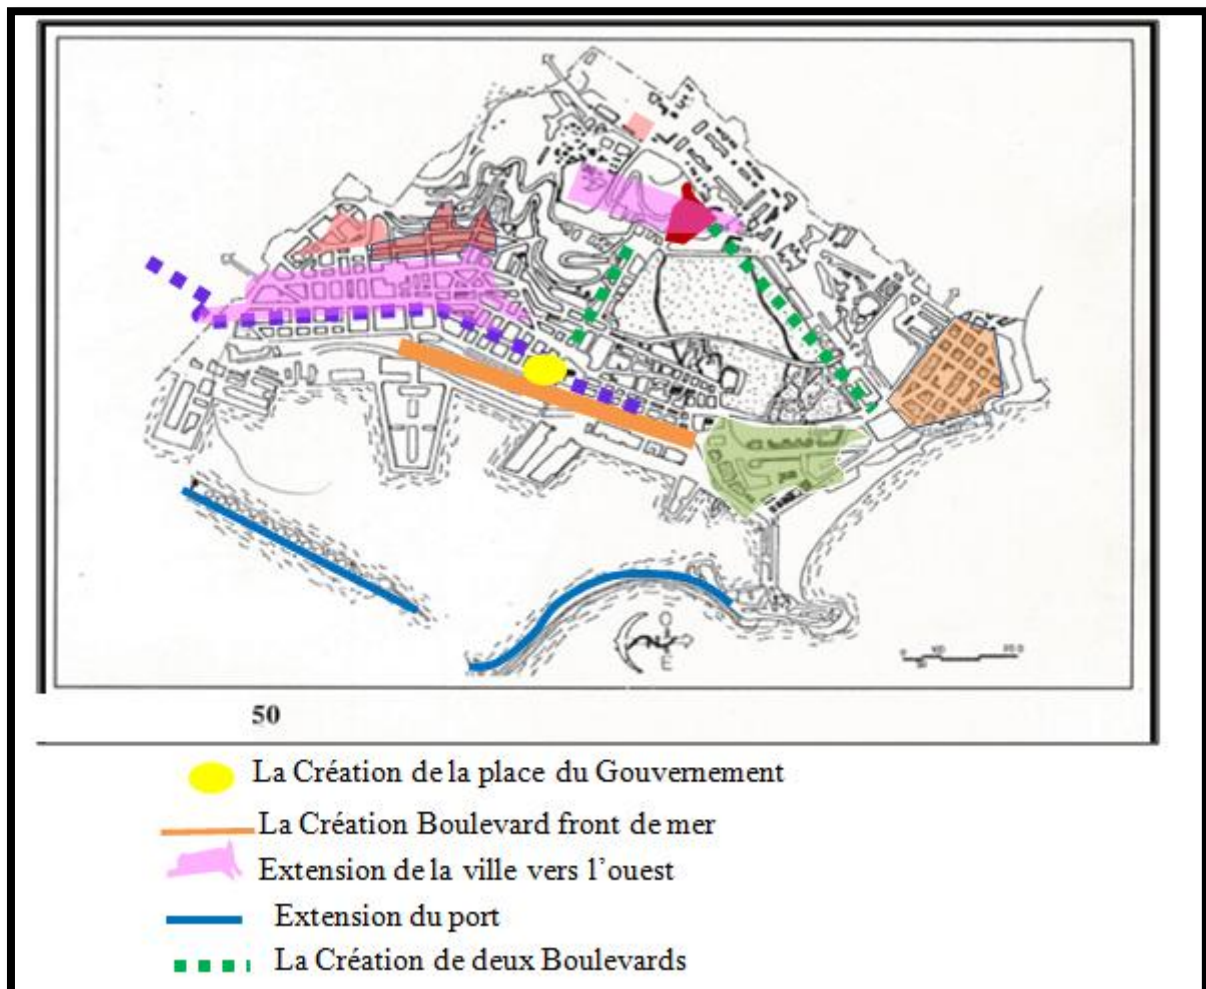 O
E
50
La Création de la place du Gouvernement
La Création Boulevard front de mer
Extension de la ville vers l'ouest
Extension du port
La Création de deux Boulevards